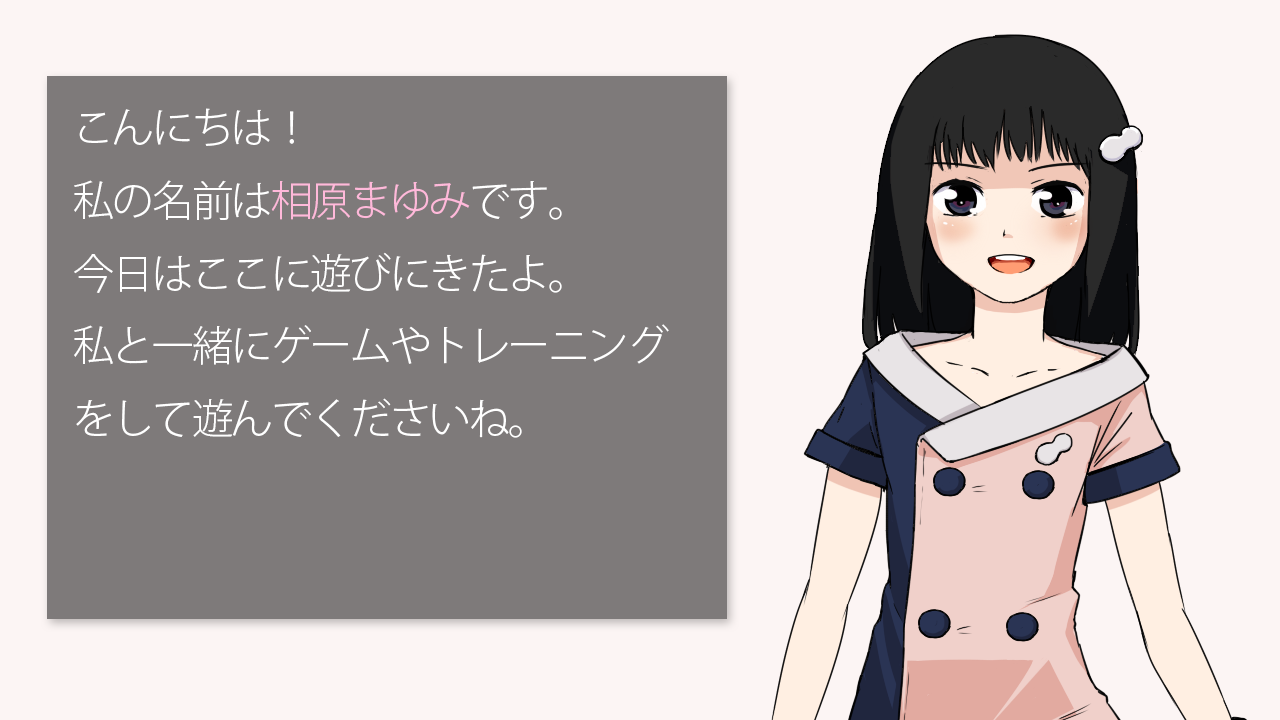 こんにちは！
私の名前は相原まゆみです。
今日はここに遊びにきたよ。
私と一緒にゲームやトレーニング
をして遊んでくださいね。